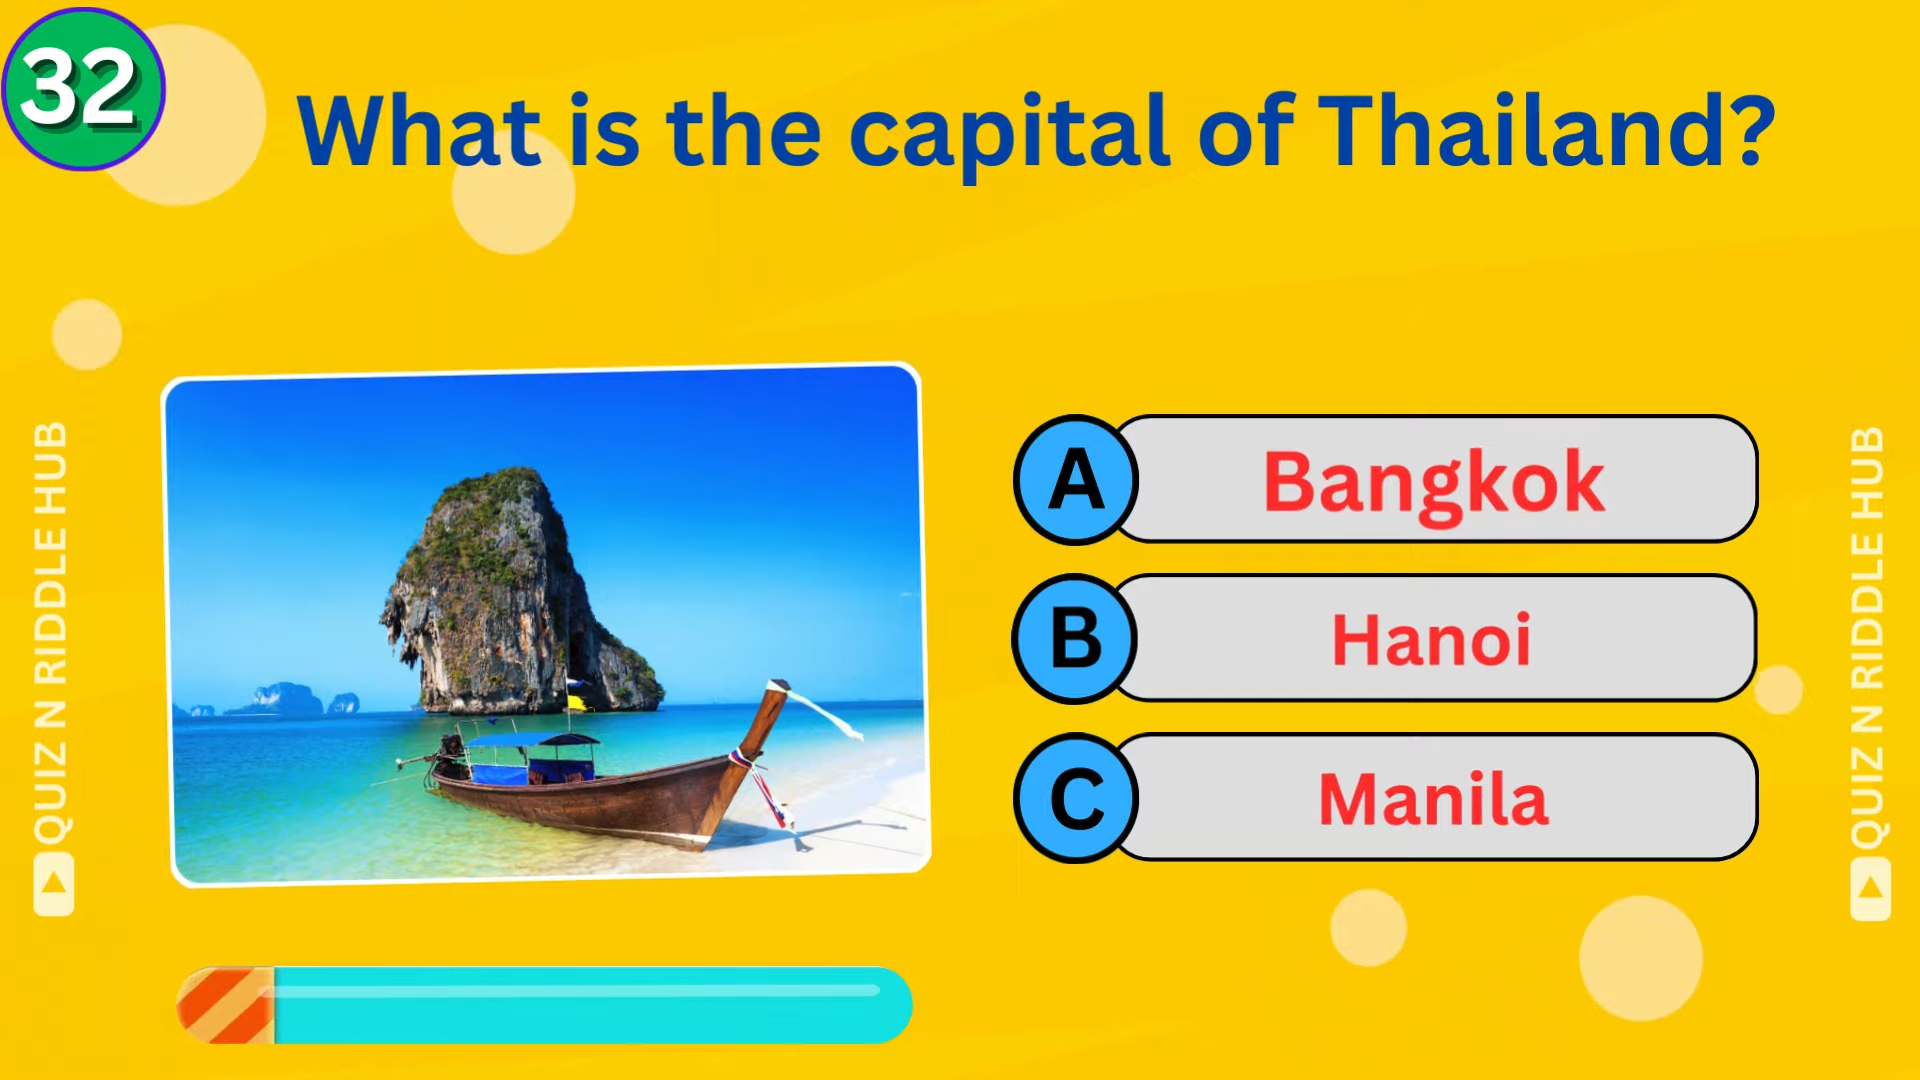 32
What is the capital of Thailand?
A Bangkok
B Hanoi
C Manila
QUIZ N RIDDLE HUB
QUIZ N RIDDLE HUB